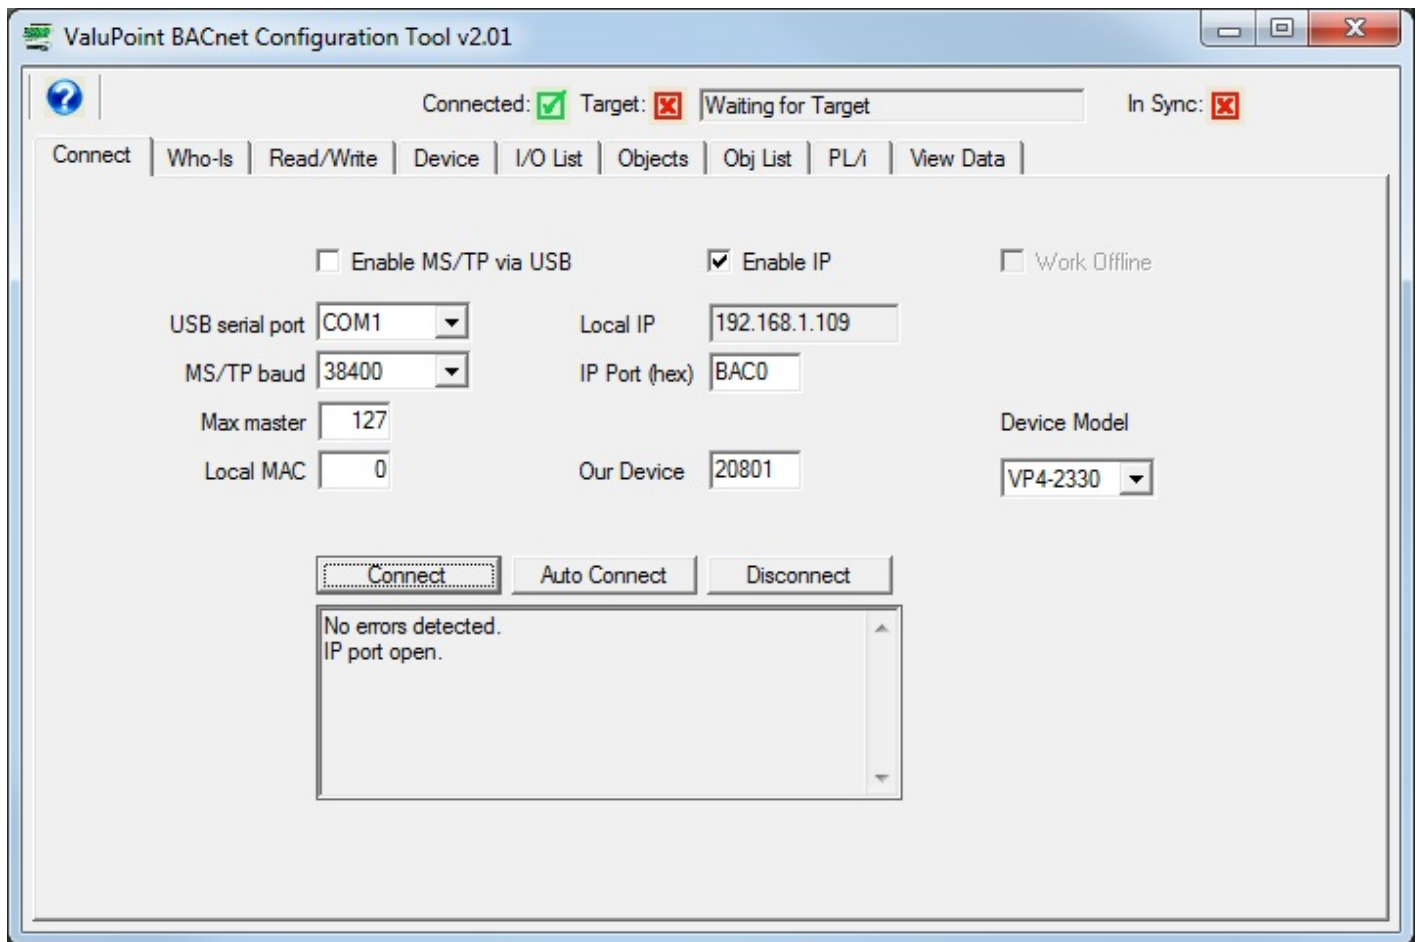 ValuPoint BACnet Configuration Tool v2.01
Connected: Target: Waiting for Target In Sync:
Connect Who-Is Read/Write Device I/O List Objects Obj List PL/i View Data
Enable MS/TP via USB Enable IP Work Offline
USB serial port COM1 Local IP 192.168.1.109
MS/TP baud 38400 IP Port (hex) BAC0
Max master 127 Device Model
Local MAC 0 Our Device 20801 VP4-2330
Connect Auto Connect Disconnect
No errors detected.
IP port open.